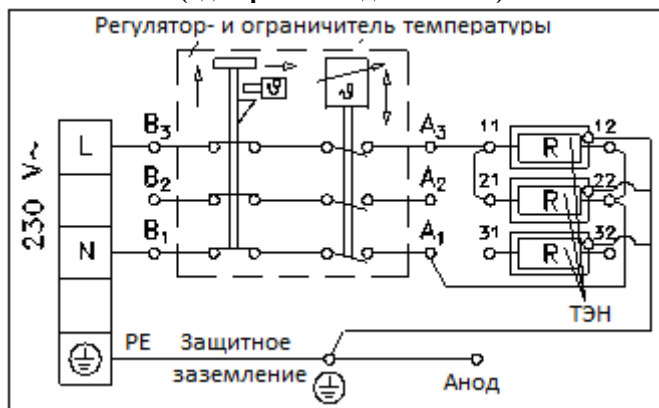 Регулятор- и ограничитель температуры
ϑ
ϑ
230 V~
L
B₃
A₃
11
R
12
B₂
A₂
21
R
22
N
B₁
A₁
31
R
32
ТЭН
PE
Защитное
заземление
Анод